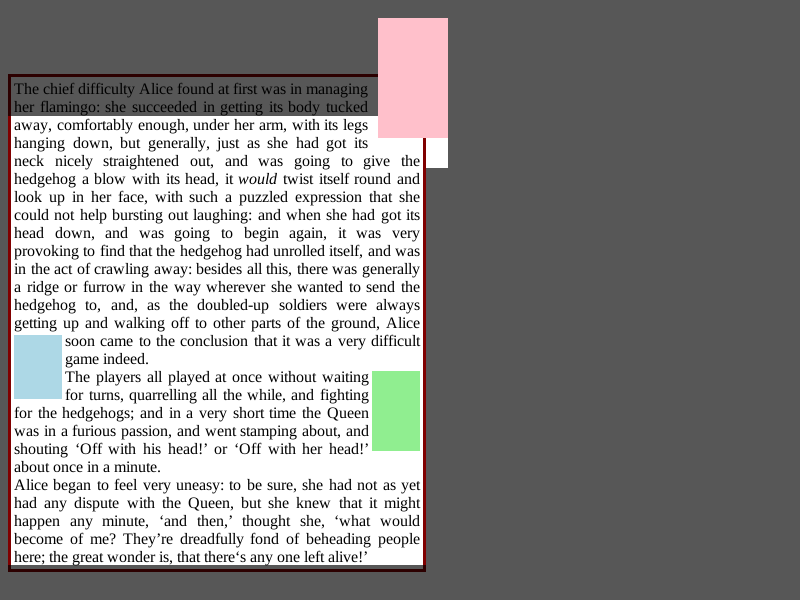 The chief difficulty Alice found at first was in managing
her flamingo: she succeeded in getting its body tucked
away, comfortably enough, under her arm, with its legs
hanging down, but generally, just as she had got its
neck nicely straightened out, and was going to give the
hedgehog a blow with its head, it would twist itself round and
look up in her face, with such a puzzled expression that she
could not help bursting out laughing: and when she had got its
head down, and was going to begin again, it was very
provoking to find that the hedgehog had unrolled itself, and was
in the act of crawling away: besides all this, there was generally
a ridge or furrow in the way wherever she wanted to send the
hedgehog to, and, as the doubled-up soldiers were always
getting up and walking off to other parts of the ground, Alice
soon came to the conclusion that it was a very difficult
game indeed.
The players all played at once without waiting
for turns, quarrelling all the while, and fighting
for the hedgehogs; and in a very short time the Queen
was in a furious passion, and went stamping about, and
shouting ‘Off with his head!’ or ‘Off with her head!’
about once in a minute.
Alice began to feel very uneasy: to be sure, she had not as yet
had any dispute with the Queen, but she knew that it might
happen any minute, ‘and then,’ thought she, ‘what would
become of me? They’re dreadfully fond of beheading people
here; the great wonder is, that there‘s any one left alive!’